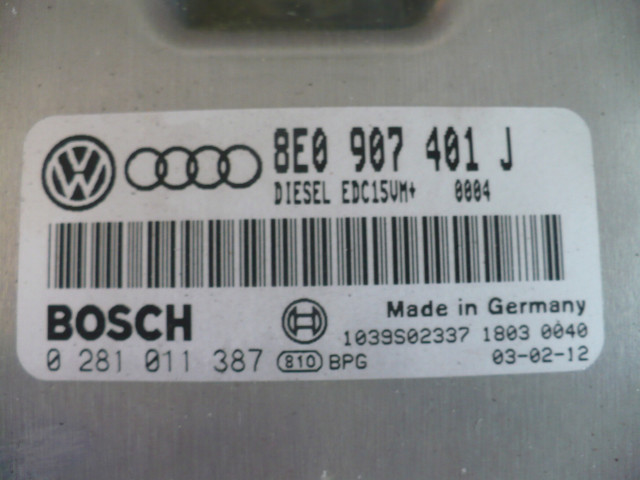 8E0 907 401 J
DIESEL EDC15VM+ 0004
BOSCH
Made in Germany
1039S02337 1803 0040
0 281 011 387 810 BPG 03-02-12